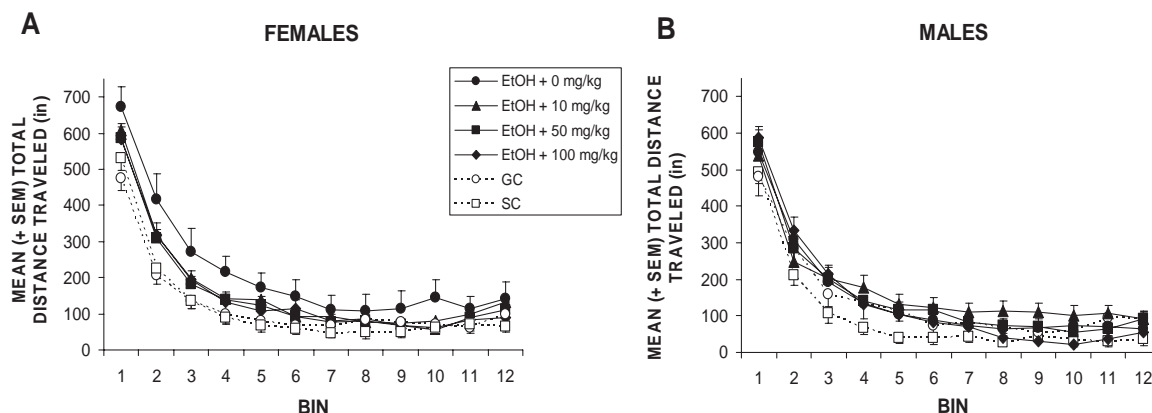 A
FEMALES
MEAN (+ SEM) TOTAL
DISTANCE TRAVELED (in)
700
600
500
400
300
200
100
0
1 2 3 4 5 6 7 8 9 10 11 12
BIN
EtOH + 0 mg/kg
EtOH + 10 mg/kg
EtOH + 50 mg/kg
EtOH + 100 mg/kg
GC
SC
B
MALES
MEAN (+ SEM) TOTAL DISTANCE
TRAVELED (in)
700
600
500
400
300
200
100
0
1 2 3 4 5 6 7 8 9 10 11 12
BIN